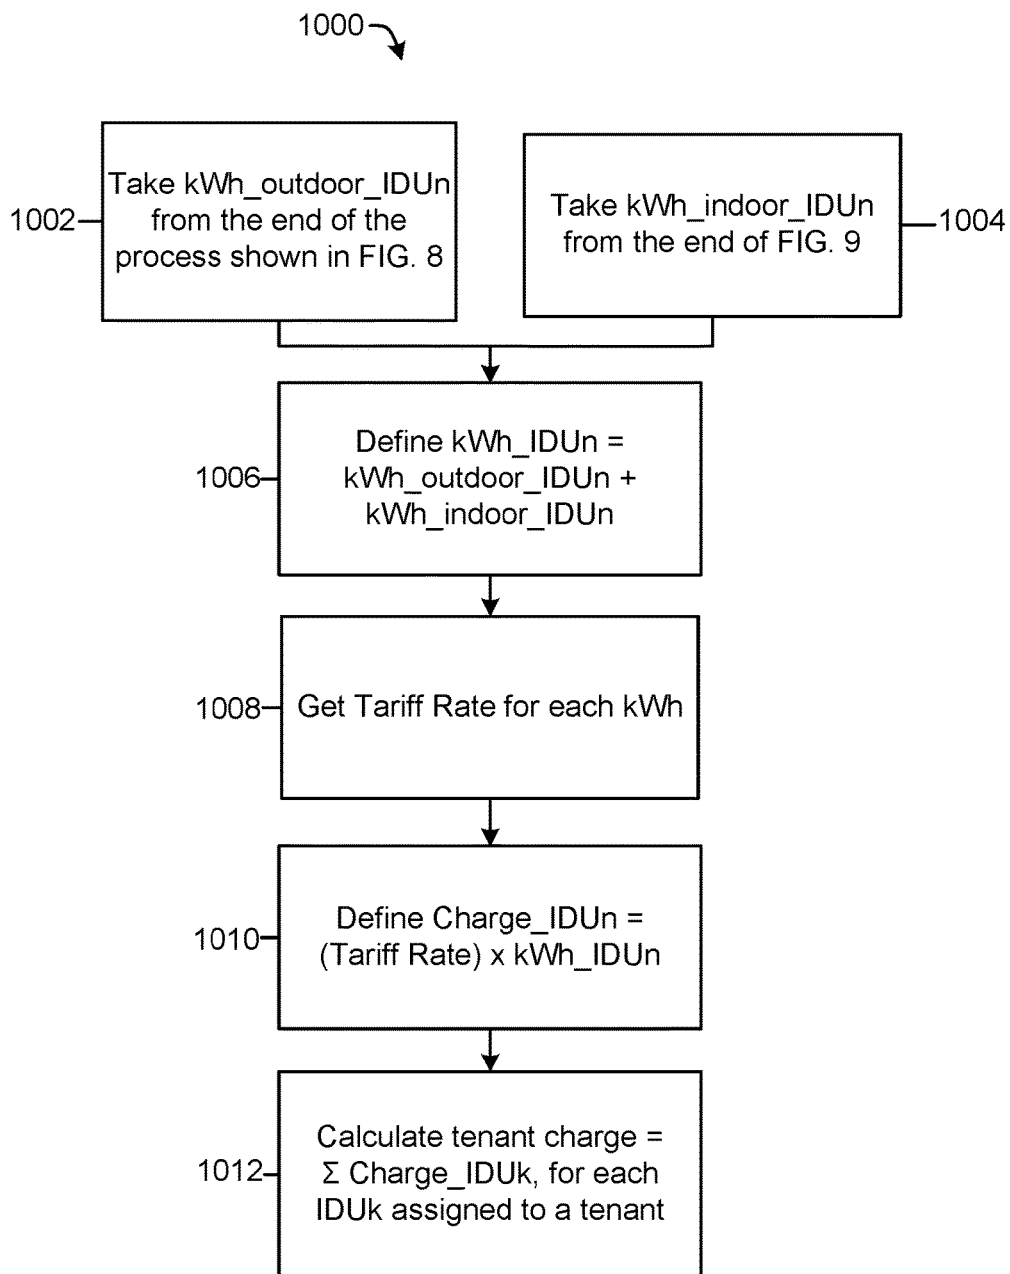 1000
Take kWh_outdoor_IDUn
from the end of the
process shown in FIG. 8
1002
Take kWh_indoor_IDUn
from the end of FIG. 9
1004
Define kWh_IDUn =
kWh_outdoor_IDUn +
kWh_indoor_IDUn
1006
Get Tariff Rate for each kWh
1008
Define Charge_IDUn =
(Tariff Rate) x kWh_IDUn
1010
Calculate tenant charge =
Σ Charge_IDUk, for each
IDUk assigned to a tenant
1012